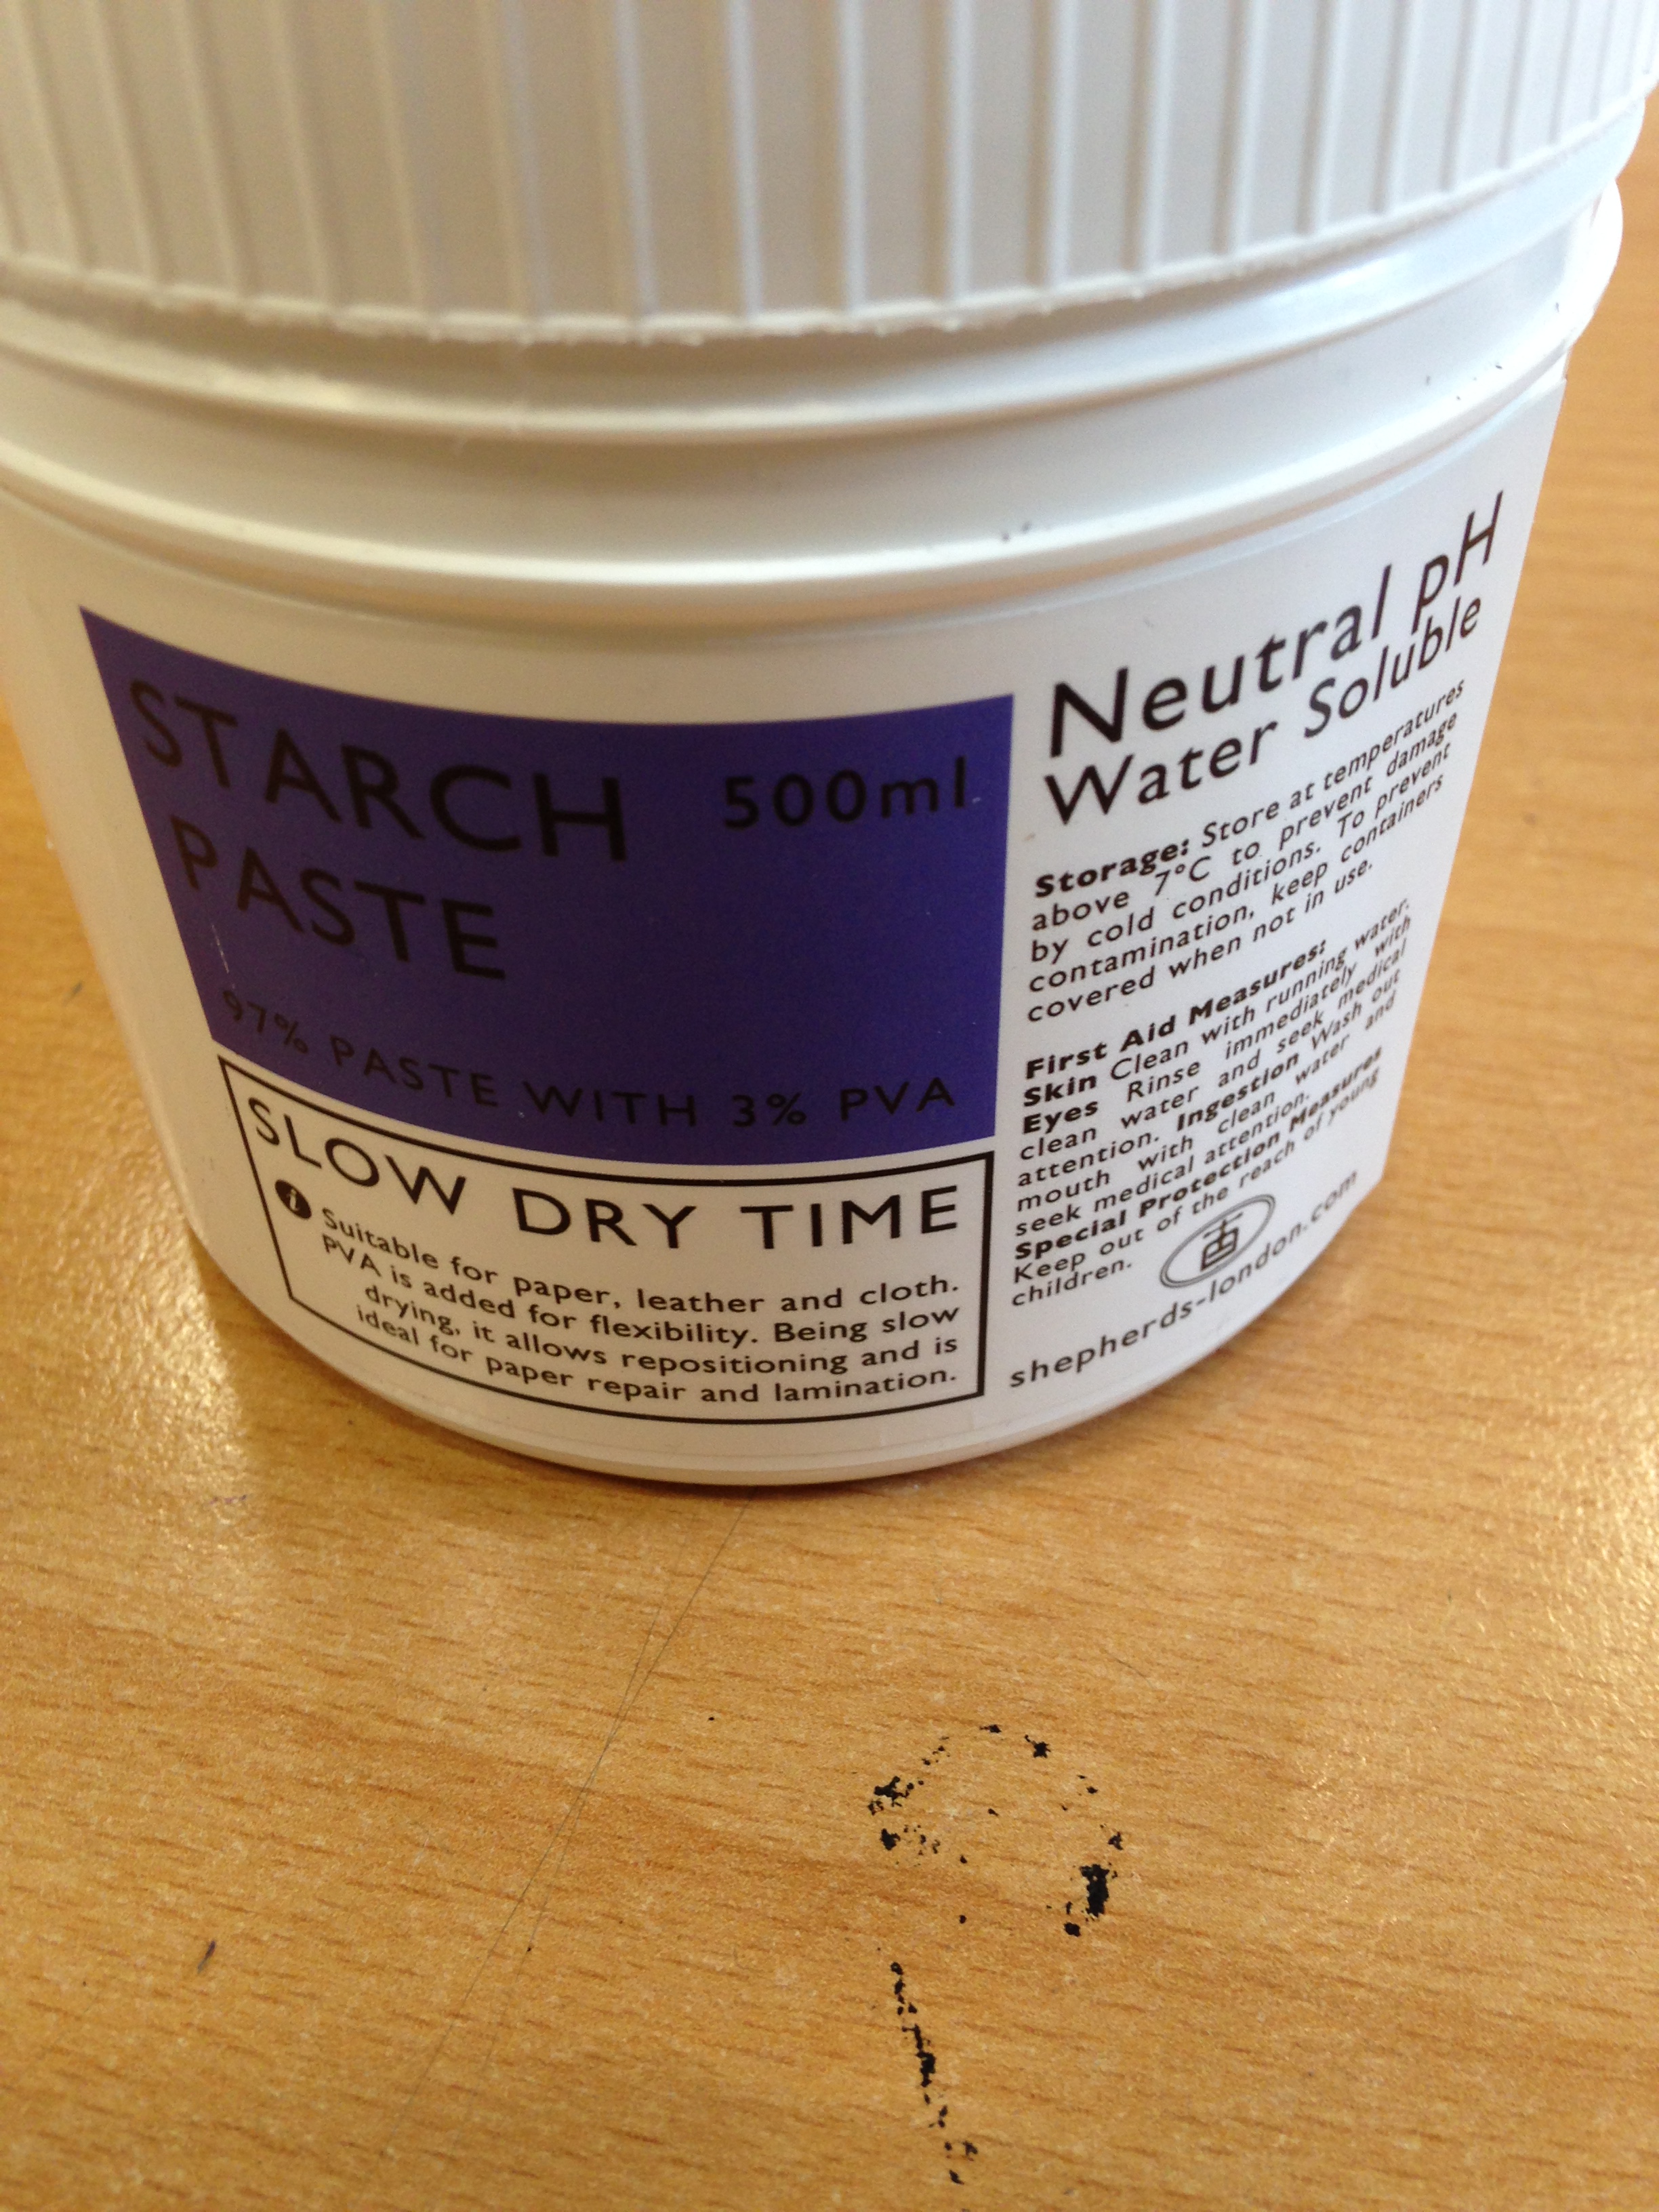 STARCH 500ml
PASTE
97% PASTE WITH 3% PVA
SLOW DRY TIME
i Suitable for paper, leather and cloth.
PVA is added for flexibility. Being slow
drying, it allows repositioning and is
ideal for paper repair and lamination.
Neutral pH
Water Soluble
Storage: Store at temperatures
above 7°C to prevent damage
by cold conditions. To prevent
contamination, keep containers
covered when not in use.
First Aid Measures:
Skin Clean with running water.
Eyes Rinse immediately with
clean water and seek medical
attention. Ingestion Wash out
mouth with clean water and
seek medical attention.
Special Protection Measures
Keep out of the reach of young
children.
shepherds-london.com